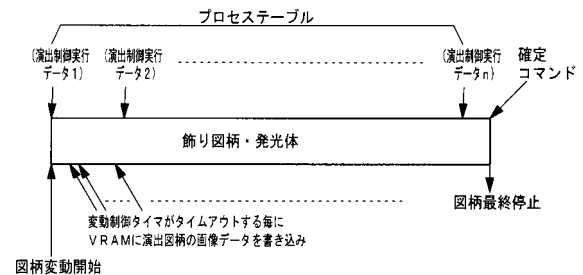 プロセステーブル
(演出制御実行
データ1)
(演出制御実行
データ2)
(演出制御実行
データn)
確定
コマンド
飾り図柄・発光体
変動制御タイマがタイムアウトする毎に
VRAMに演出図柄の画像データを書き込み
図柄最終停止
図柄変動開始